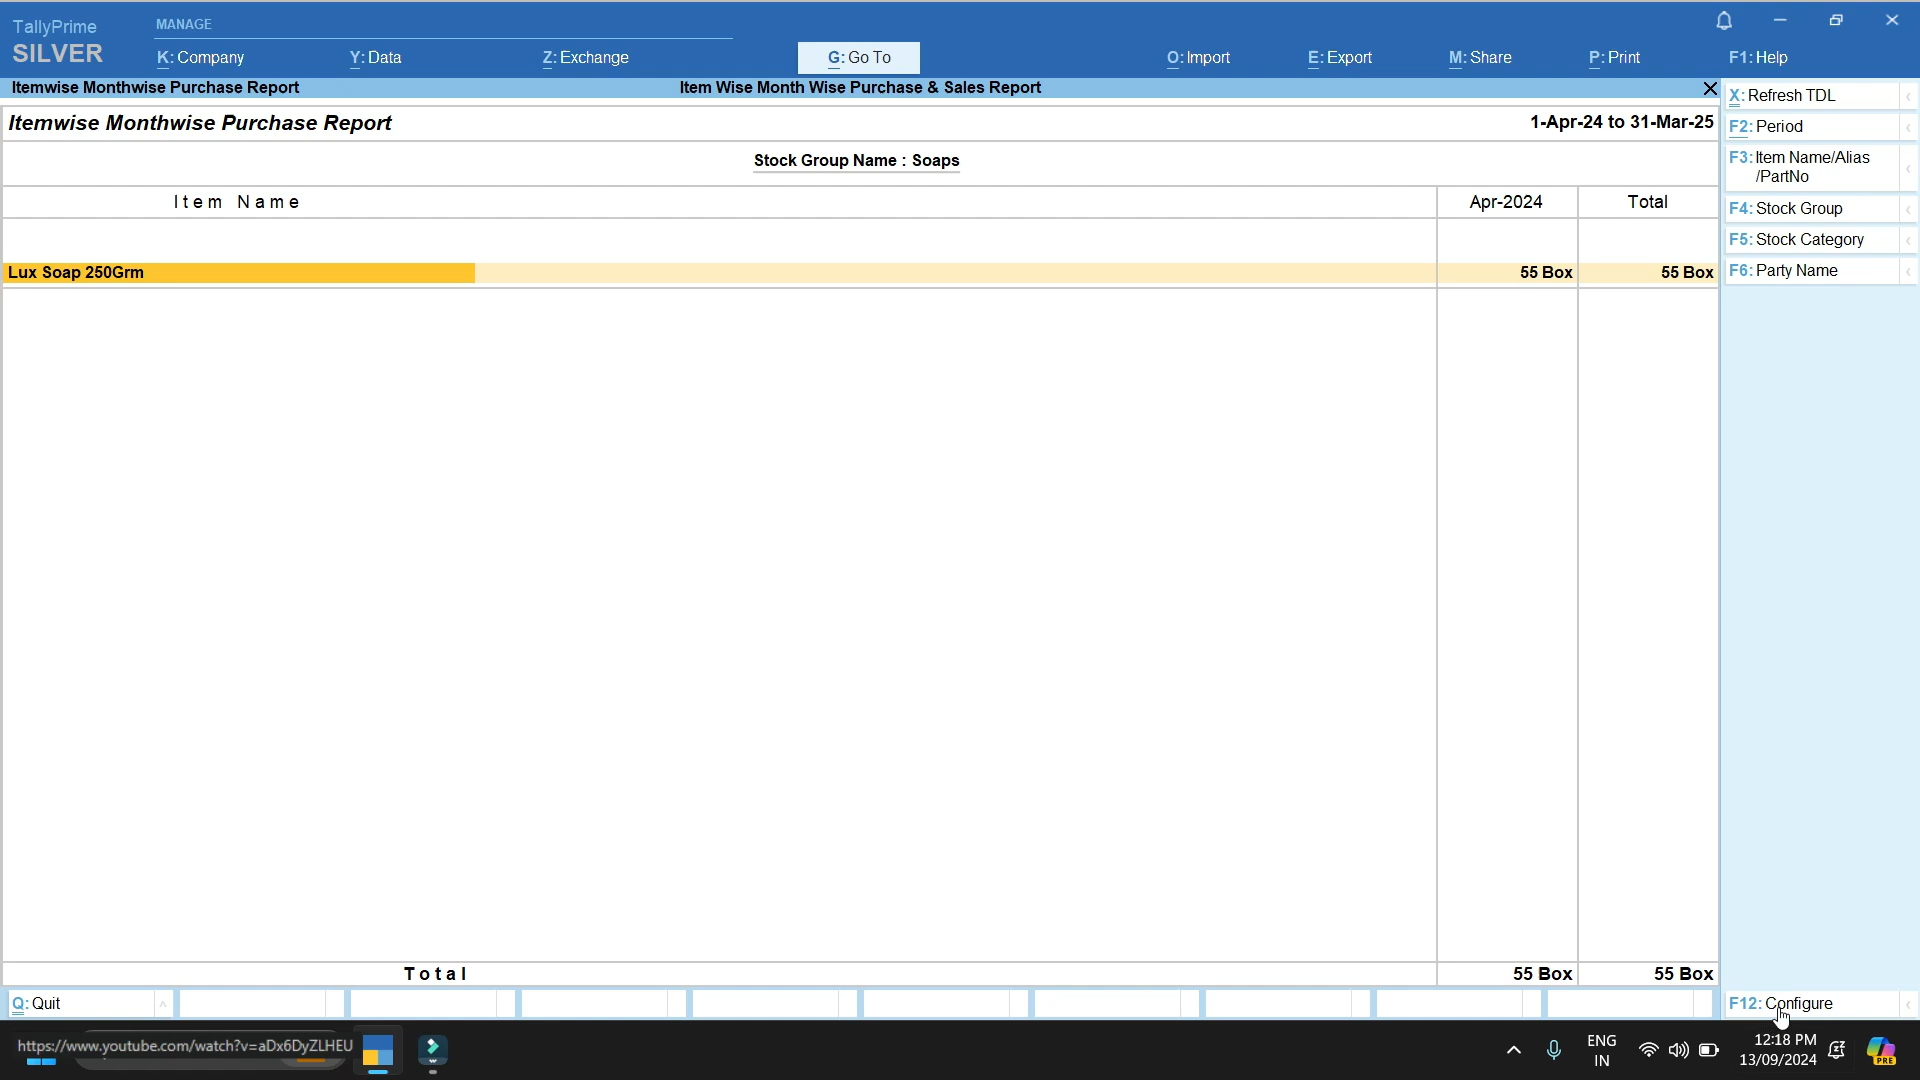 TallyPrime
SILVER
MANAGE
K: Company
Y: Data
Z: Exchange
G: Go To
O: Import
E: Export
M: Share
P: Print
F1: Help
Itemwise Monthwise Purchase Report
Item Wise Month Wise Purchase & Sales Report
Itemwise Monthwise Purchase Report
1-Apr-24 to 31-Mar-25
Stock Group Name : Soaps
Item Name
Apr-2024
Total
Lux Soap 250Grm
55 Box
55 Box
Total
55 Box
55 Box
X: Refresh TDL
F2: Period
F3: Item Name/Alias
/PartNo
F4: Stock Group
F5: Stock Category
F6: Party Name
Q: Quit
F12: Configure
https://www.youtube.com/watch?v=aDx6DyZLHEU
ENG
IN
12:18 PM
13/09/2024
PRE